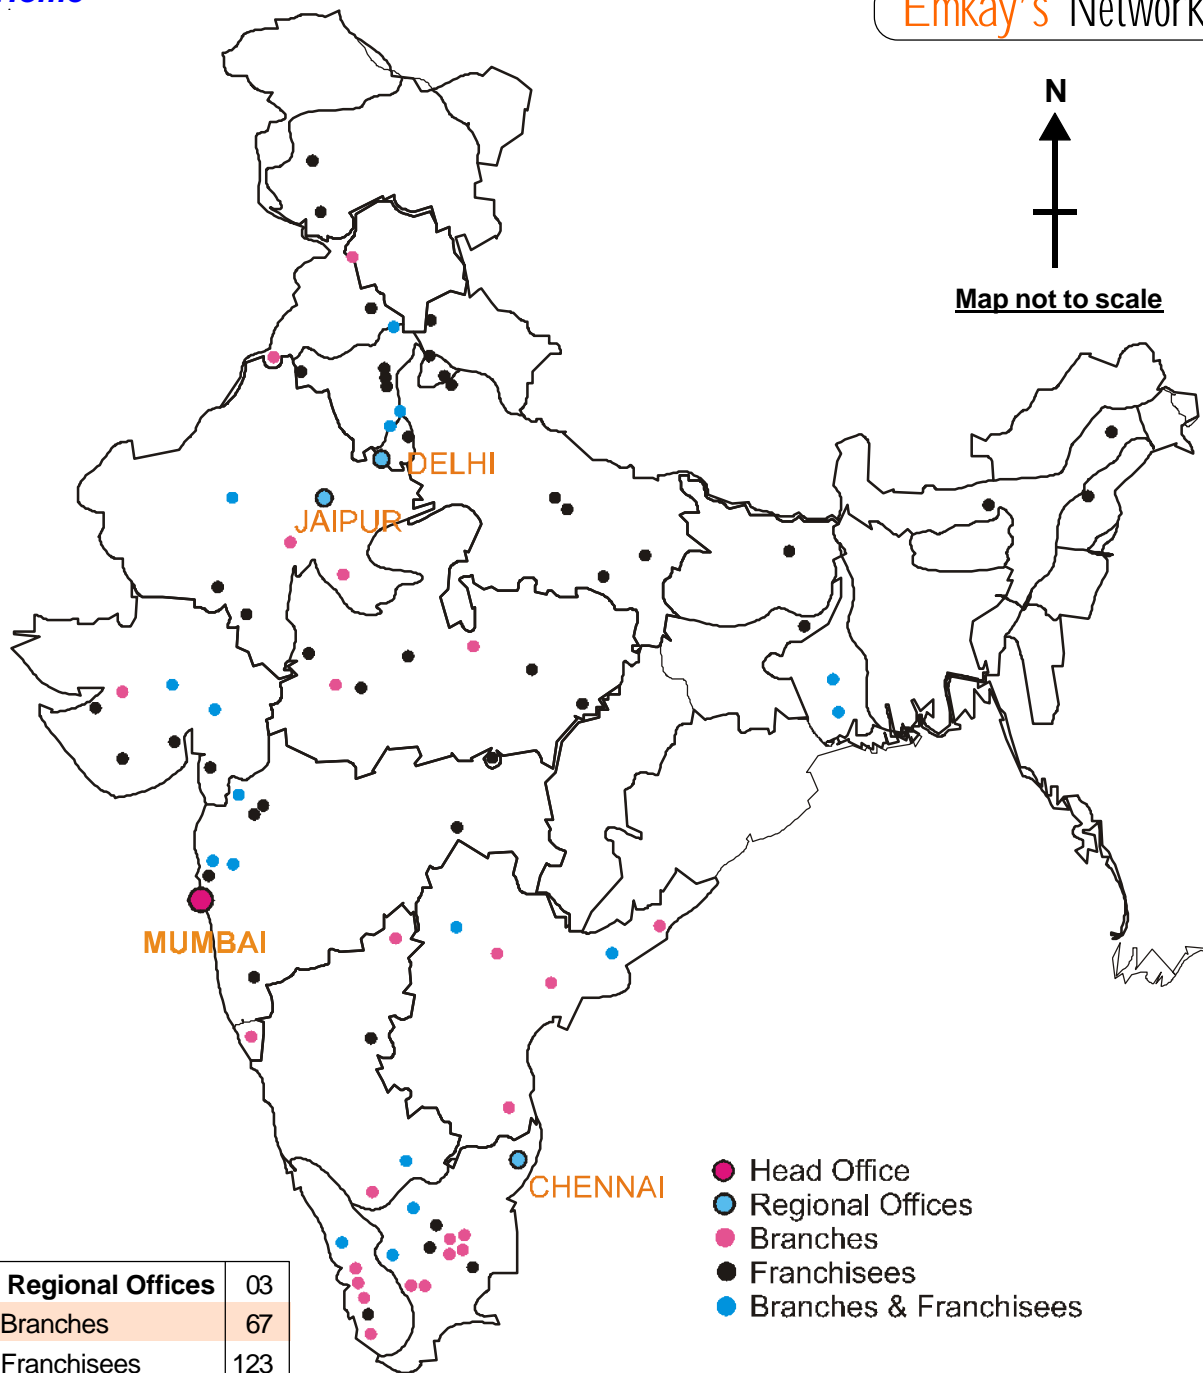 Emkay's Network
N
Map not to scale
DELHI
JAIPUR
MUMBAI
CHENNAI
Head Office
Regional Offices
Branches
Franchisees
Branches & Franchisees
Regional Offices 03
Branches 67
Franchisees 123